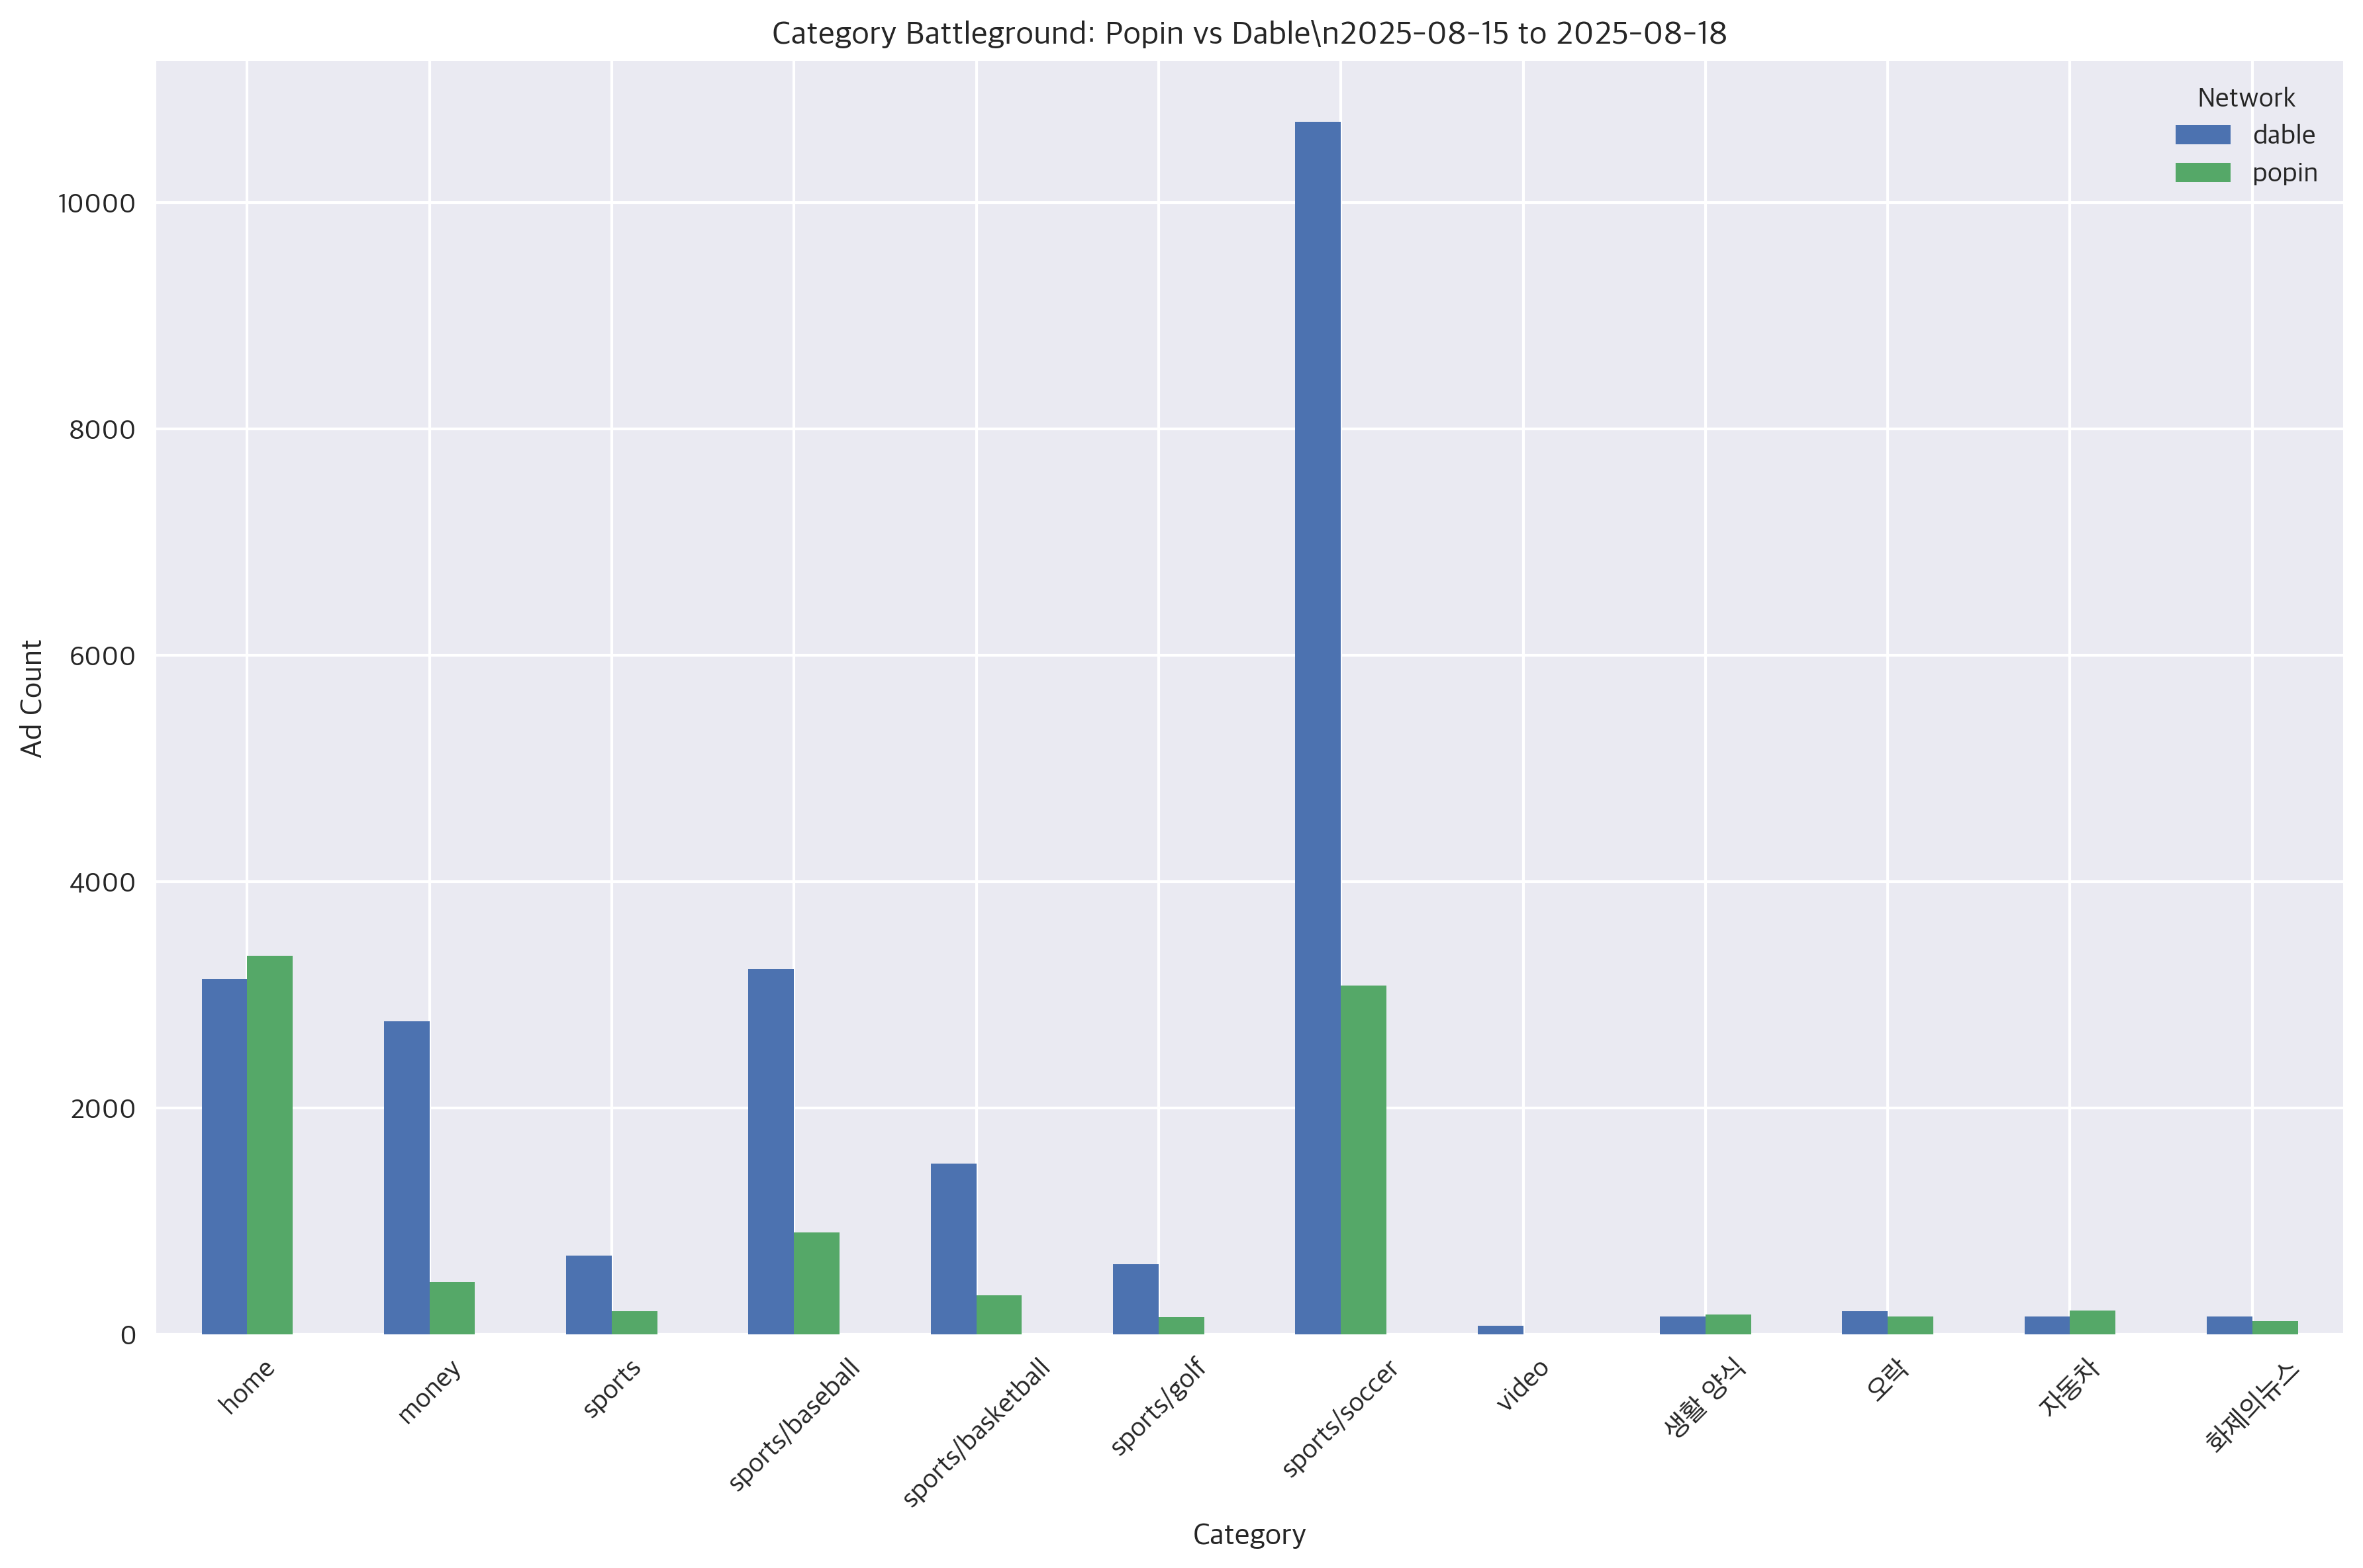 Category Battleground: Popin vs Dable\n2025-08-15 to 2025-08-18
Network
dable
popin
Ad Count
10000
8000
6000
4000
2000
0
home
money
sports
sports/baseball
sports/basketball
sports/golf
sports/soccer
video
생활 양식
오락
자동차
화제의뉴스
Category